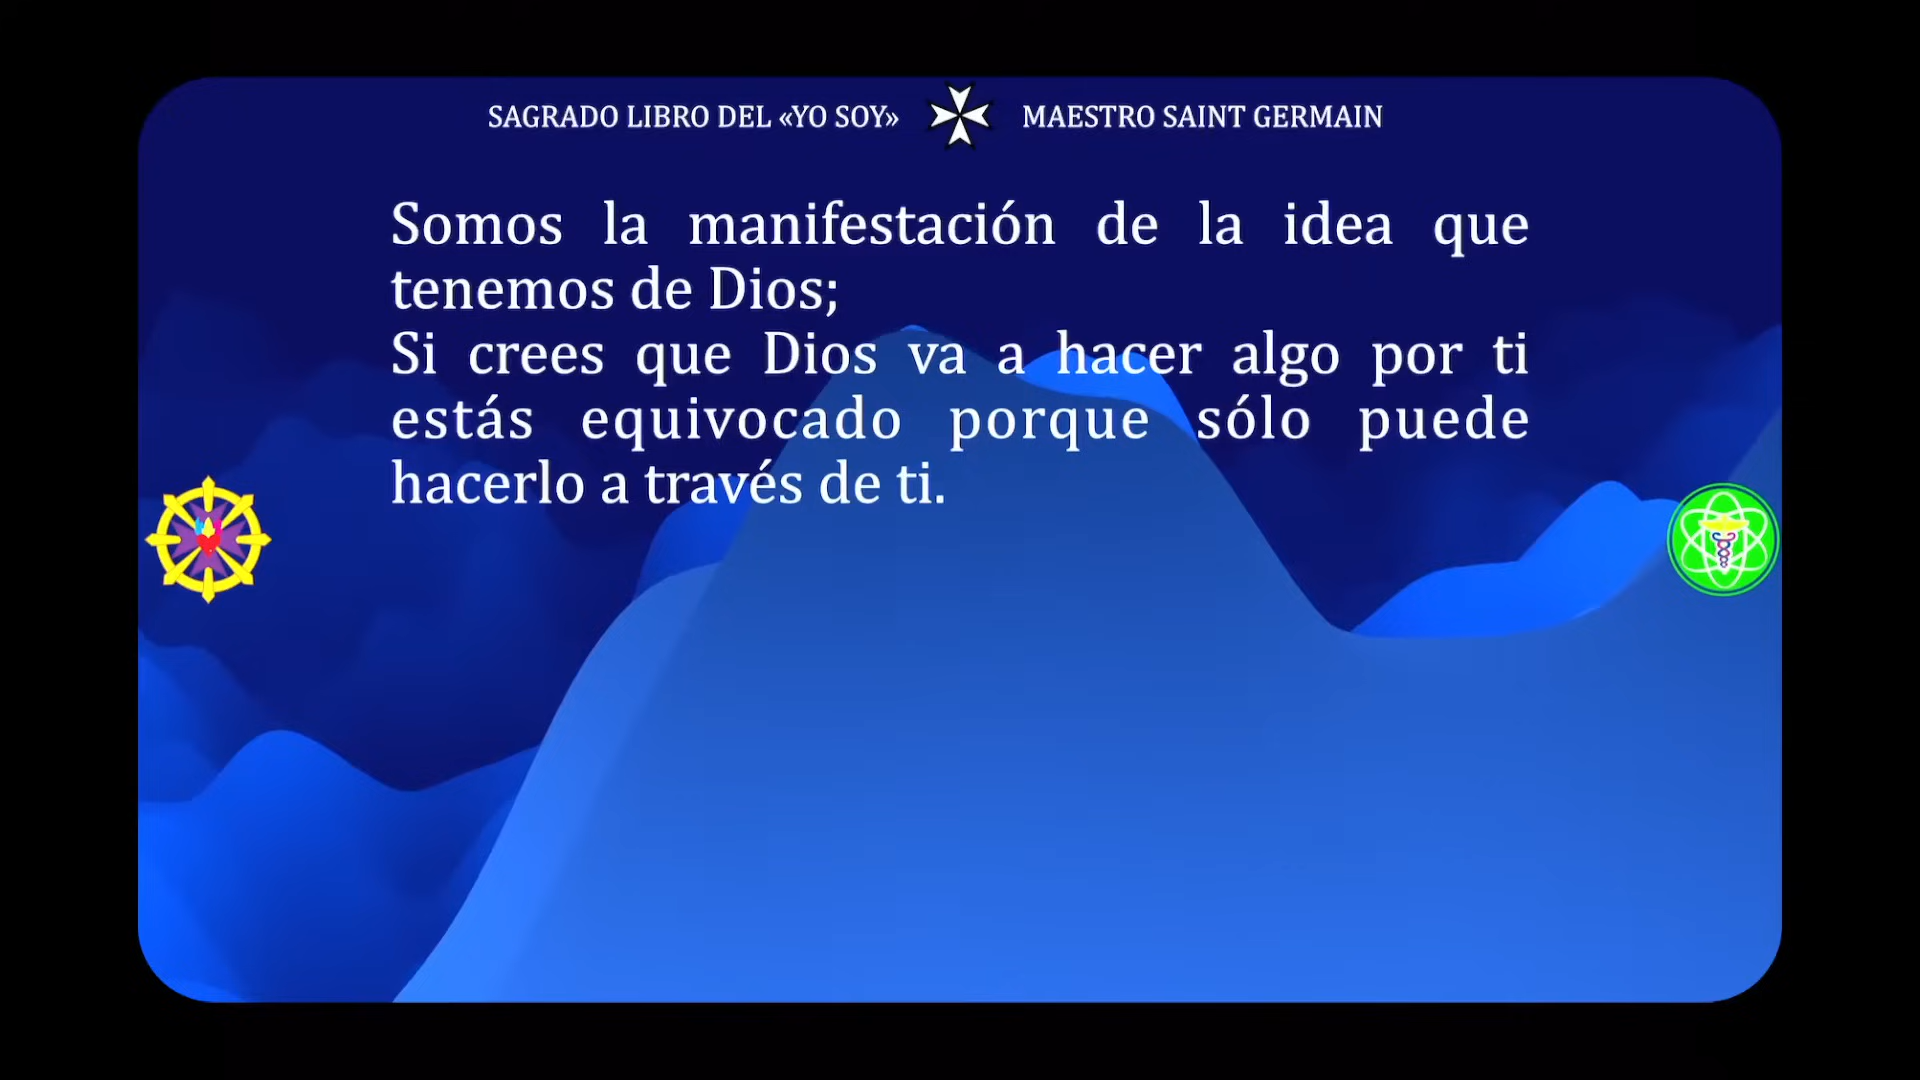 SAGRADO LIBRO DEL «YO SOY» MAESTRO SAINT GERMAIN
Somos la manifestación de la idea que
tenemos de Dios;
Si crees que Dios va a hacer algo por ti
estás equivocado porque sólo puede
hacerlo a través de ti.